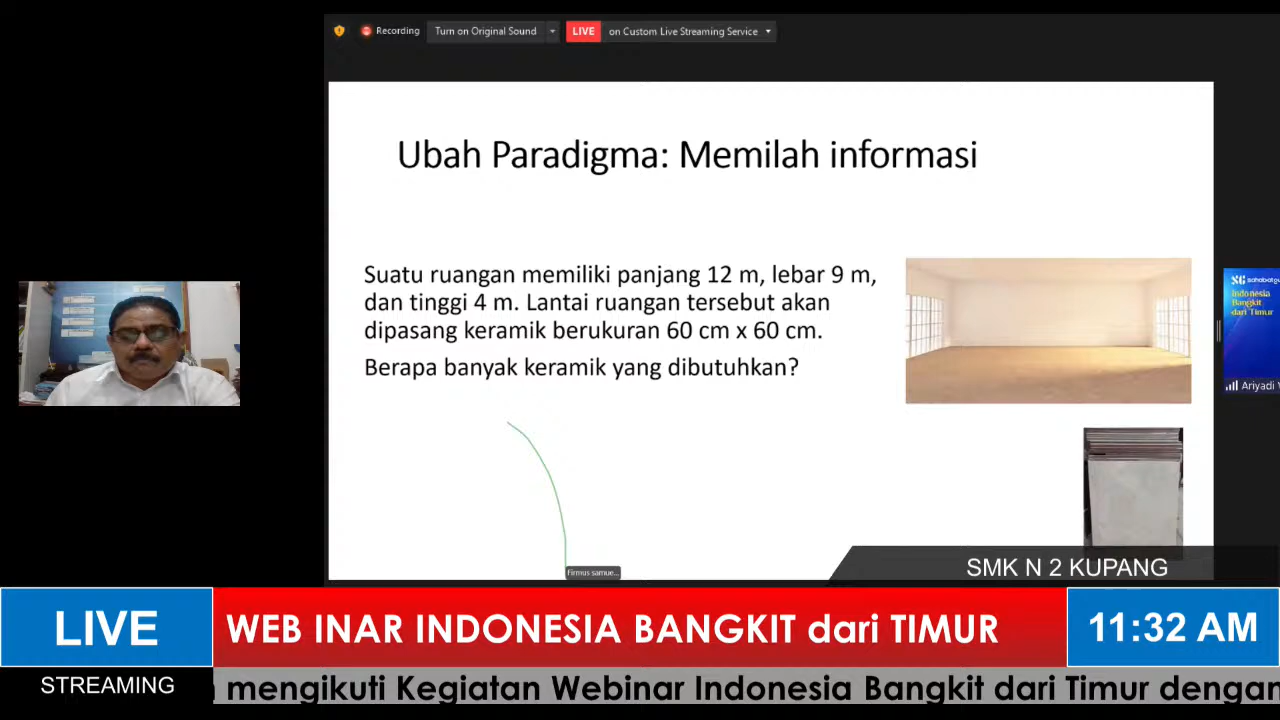 Recording
Turn on Original Sound
LIVE
on Custom Live Streaming Service
Ubah Paradigma: Memilah informasi
Suatu ruangan memiliki panjang 12 m, lebar 9 m,
dan tinggi 4 m. Lantai ruangan tersebut akan
dipasang keramik berukuran 60 cm x 60 cm.
Berapa banyak keramik yang dibutuhkan?
Indonesia
Bangkit
dari Timur
Ariyadi
Firmus samue...
SMK N 2 KUPANG
LIVE
WEB INAR INDONESIA BANGKIT dari TIMUR
11:32 AM
STREAMING
mengikuti Kegiatan Webinar Indonesia Bangkit dari Timur dengan